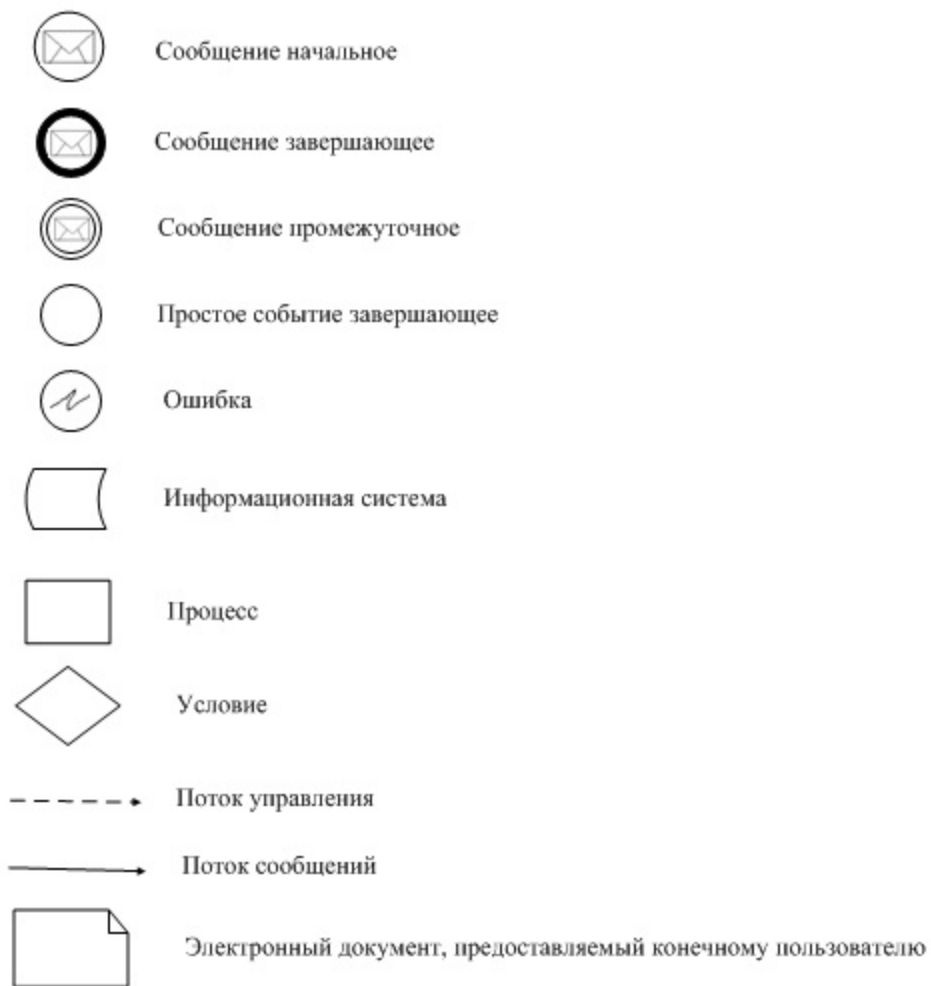 Сообщение начальное
Сообщение завершающее
Сообщение промежуточное
Простое событие завершающее
Ошибка
Информационная система
Процесс
Условие
Поток управления
Поток сообщений
Электронный документ, предоставляемый конечному пользователю